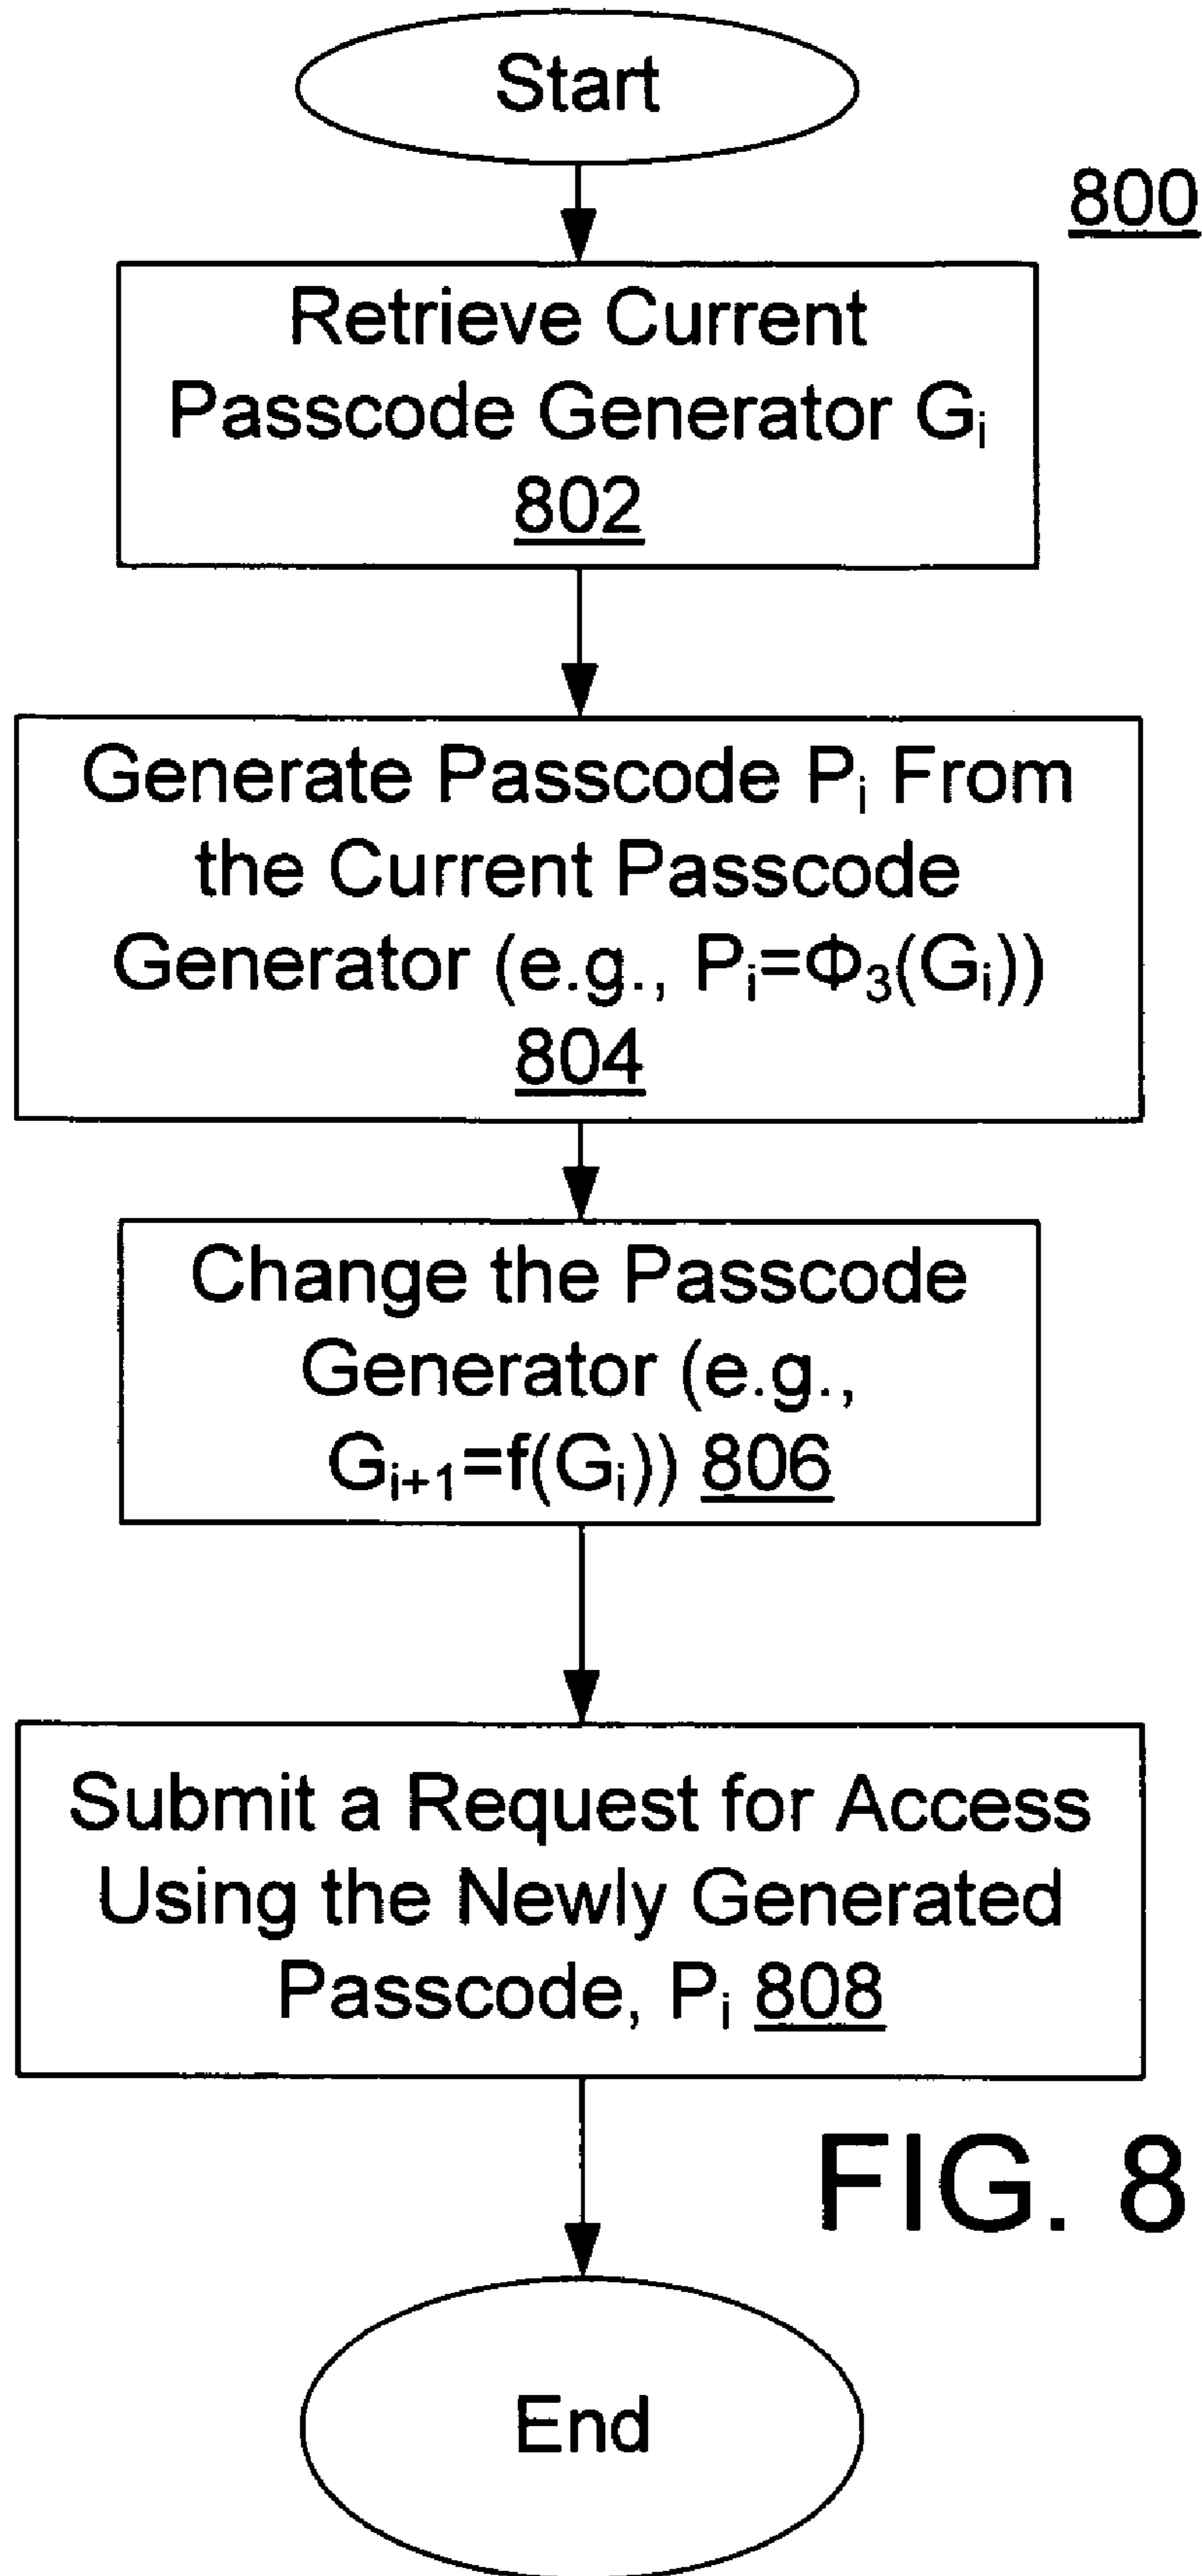 Start
800
Retrieve Current
Passcode Generator Gᵢ
802
Generate Passcode Pᵢ From
the Current Passcode
Generator (e.g., Pᵢ=Φ₃(Gᵢ))
804
Change the Passcode
Generator (e.g.,
Gᵢ₊₁=f(Gᵢ)) 806
Submit a Request for Access
Using the Newly Generated
Passcode, Pᵢ 808
FIG. 8
End